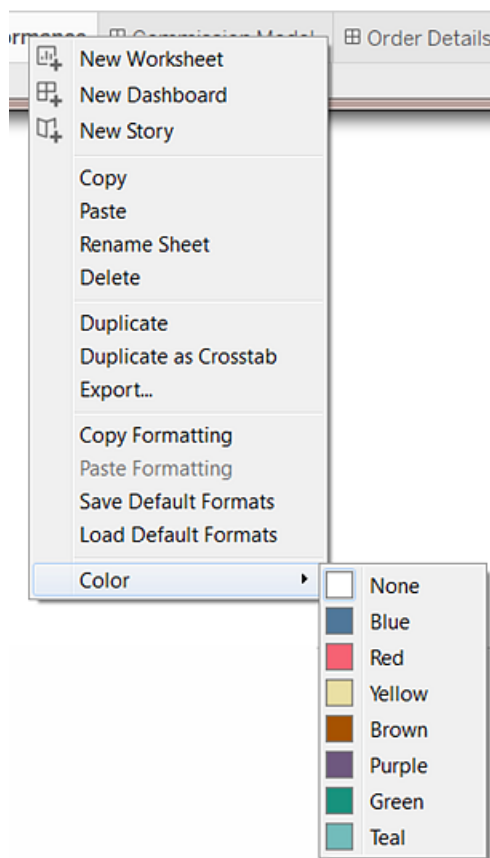 Order Details
New Worksheet
New Dashboard
New Story
Copy
Paste
Rename Sheet
Delete
Duplicate
Duplicate as Crosstab
Export...
Copy Formatting
Paste Formatting
Save Default Formats
Load Default Formats
Color
None
Blue
Red
Yellow
Brown
Purple
Green
Teal